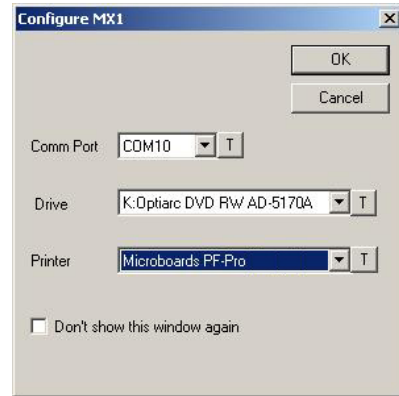 Configure MX1
OK
Cancel
Comm Port COM10 T
Drive K:Optiarc DVD RW AD-5170A T
Printer Microboards PF-Pro T
Don't show this window again